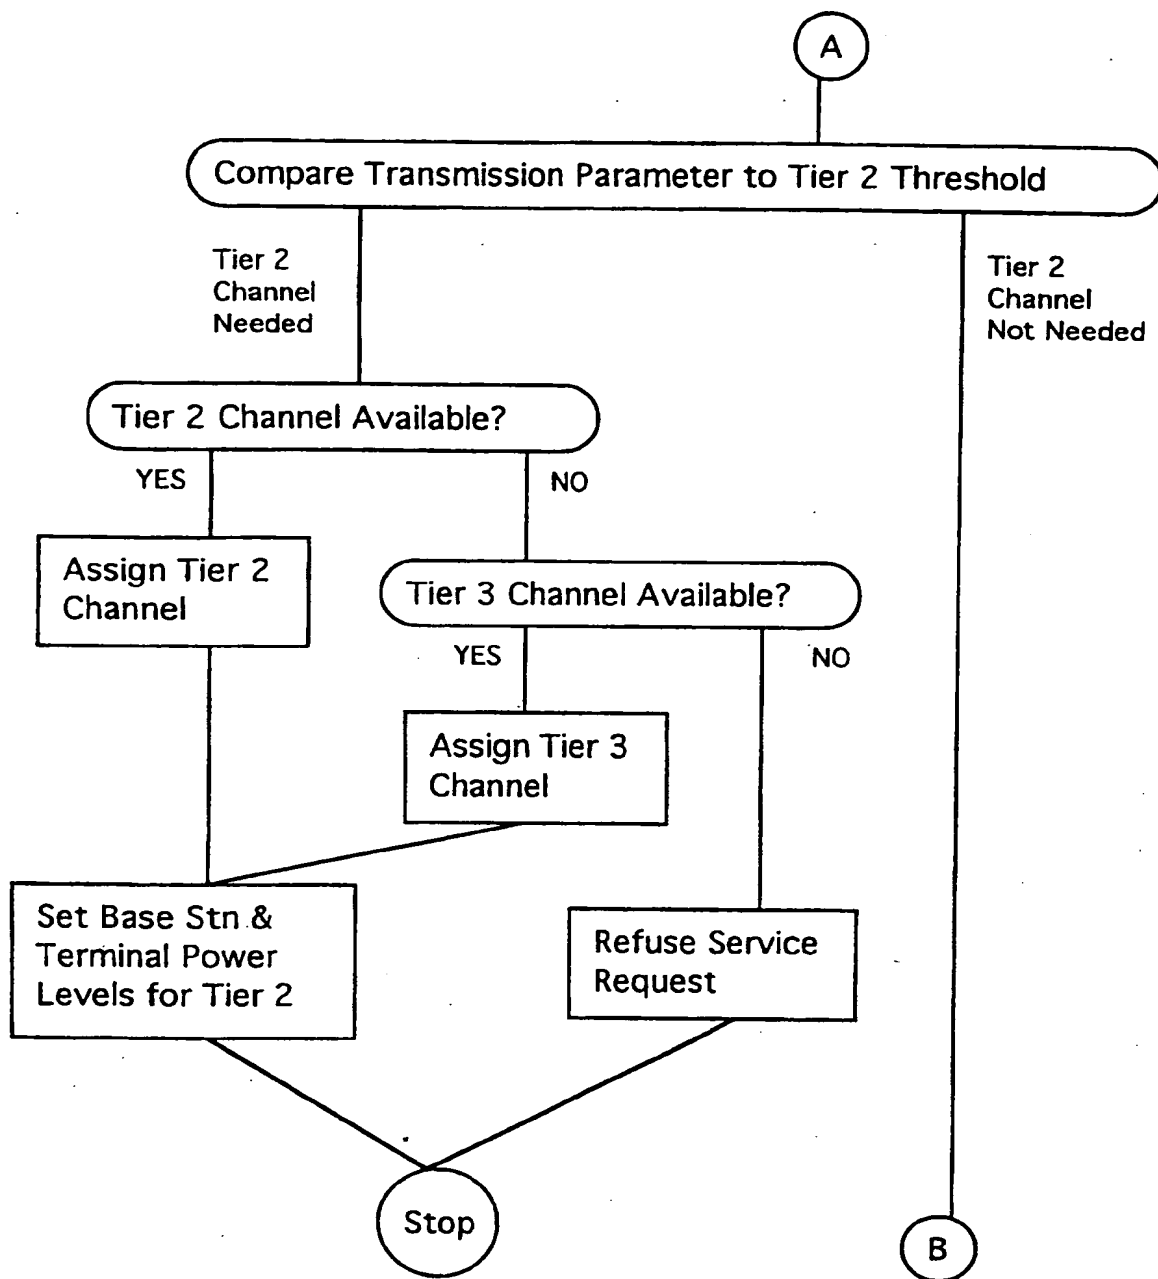 A
Compare Transmission Parameter to Tier 2 Threshold
Tier 2
Channel
Needed
Tier 2
Channel
Not Needed
Tier 2 Channel Available?
YES
NO
Assign Tier 2
Channel
Tier 3 Channel Available?
YES
NO
Assign Tier 3
Channel
Set Base Stn &
Terminal Power
Levels for Tier 2
Refuse Service
Request
Stop
B